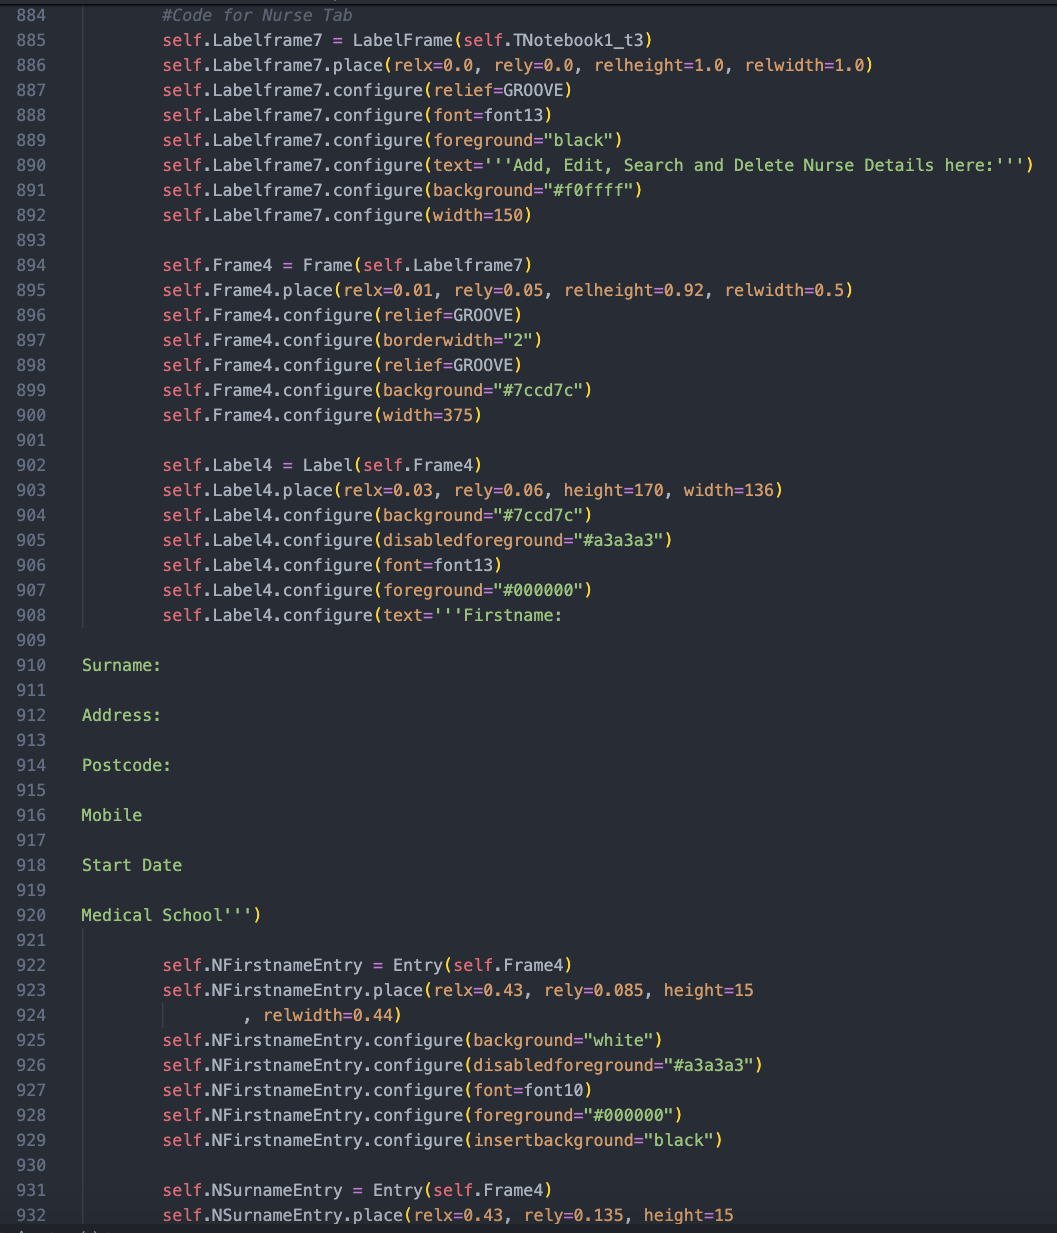 884 #Code for Nurse Tab
885 self.Labelframe7 = LabelFrame(self.TNotebook1_t3)
886 self.Labelframe7.place(relx=0.0, rely=0.0, relheight=1.0, relwidth=1.0)
887 self.Labelframe7.configure(relief=GROOVE)
888 self.Labelframe7.configure(font=font13)
889 self.Labelframe7.configure(foreground="black")
890 self.Labelframe7.configure(text='''Add, Edit, Search and Delete Nurse Details here:''')
891 self.Labelframe7.configure(background="#f0ffff")
892 self.Labelframe7.configure(width=150)
893
894 self.Frame4 = Frame(self.Labelframe7)
895 self.Frame4.place(relx=0.01, rely=0.05, relheight=0.92, relwidth=0.5)
896 self.Frame4.configure(relief=GROOVE)
897 self.Frame4.configure(borderwidth="2")
898 self.Frame4.configure(relief=GROOVE)
899 self.Frame4.configure(background="#7ccd7c")
900 self.Frame4.configure(width=375)
901
902 self.Label4 = Label(self.Frame4)
903 self.Label4.place(relx=0.03, rely=0.06, height=170, width=136)
904 self.Label4.configure(background="#7ccd7c")
905 self.Label4.configure(disabledforeground="#a3a3a3")
906 self.Label4.configure(font=font13)
907 self.Label4.configure(foreground="#000000")
908 self.Label4.configure(text='''Firstname:
909
910 Surname:
911
912 Address:
913
914 Postcode:
915
916 Mobile
917
918 Start Date
919
920 Medical School''')
921
922 self.NFirstnameEntry = Entry(self.Frame4)
923 self.NFirstnameEntry.place(relx=0.43, rely=0.085, height=15
924 , relwidth=0.44)
925 self.NFirstnameEntry.configure(background="white")
926 self.NFirstnameEntry.configure(disabledforeground="#a3a3a3")
927 self.NFirstnameEntry.configure(font=font10)
928 self.NFirstnameEntry.configure(foreground="#000000")
929 self.NFirstnameEntry.configure(insertbackground="black")
930
931 self.NSurnameEntry = Entry(self.Frame4)
932 self.NSurnameEntry.place(relx=0.43, rely=0.135, height=15